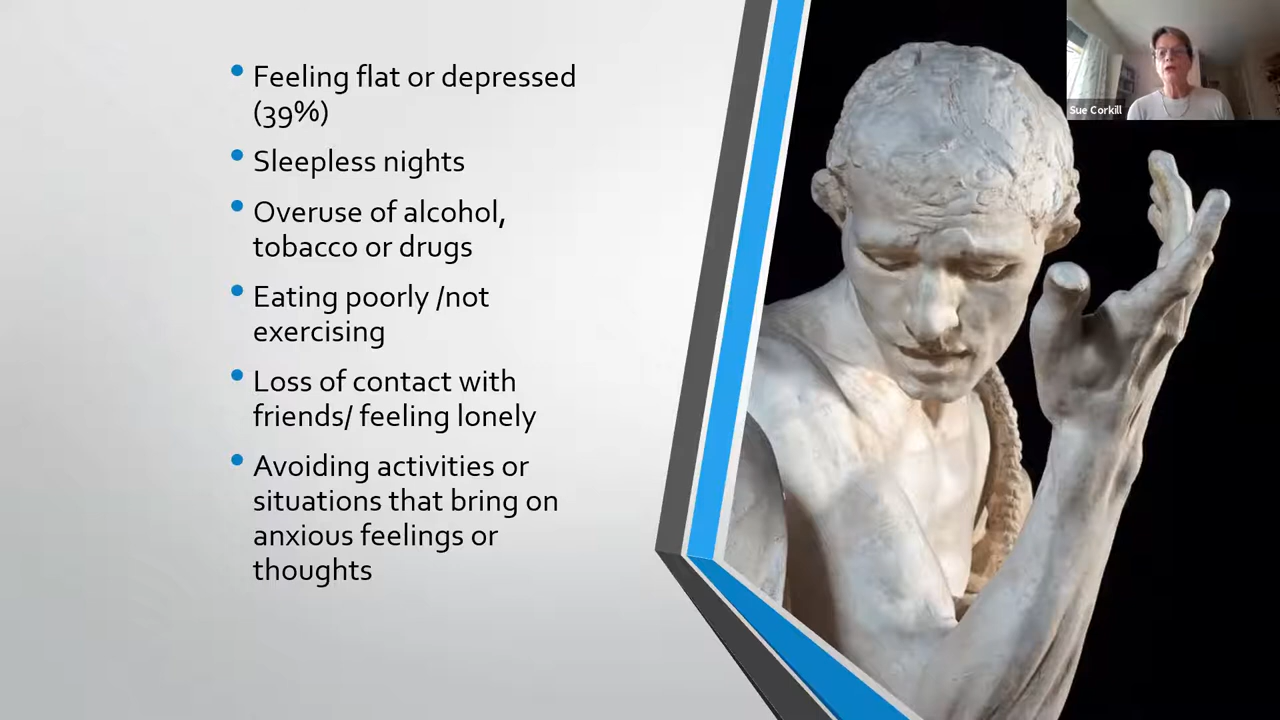 Feeling flat or depressed
(39%)
Sleepless nights
Overuse of alcohol,
tobacco or drugs
Eating poorly /not
exercising
Loss of contact with
friends/ feeling lonely
Avoiding activities or
situations that bring on
anxious feelings or
thoughts
Sue Corkill